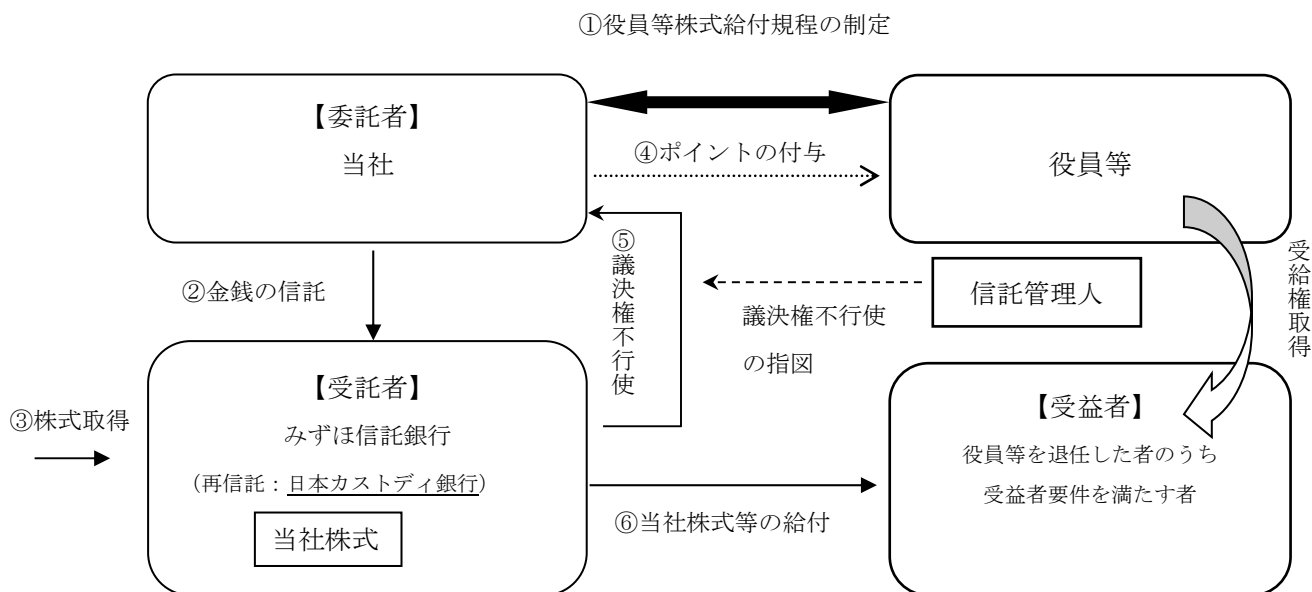 ①役員等株式給付規程の制定
【委託者】
当社
④ポイントの付与
役員等
②金銭の信託
⑤議決権不行使
議決権不行使
の指図
信託管理人
受給権取得
③株式取得
【受託者】
みずほ信託銀行
(再信託：日本カストディ銀行)
当社株式
⑥当社株式等の給付
【受益者】
役員等を退任した者のうち
受益者要件を満たす者